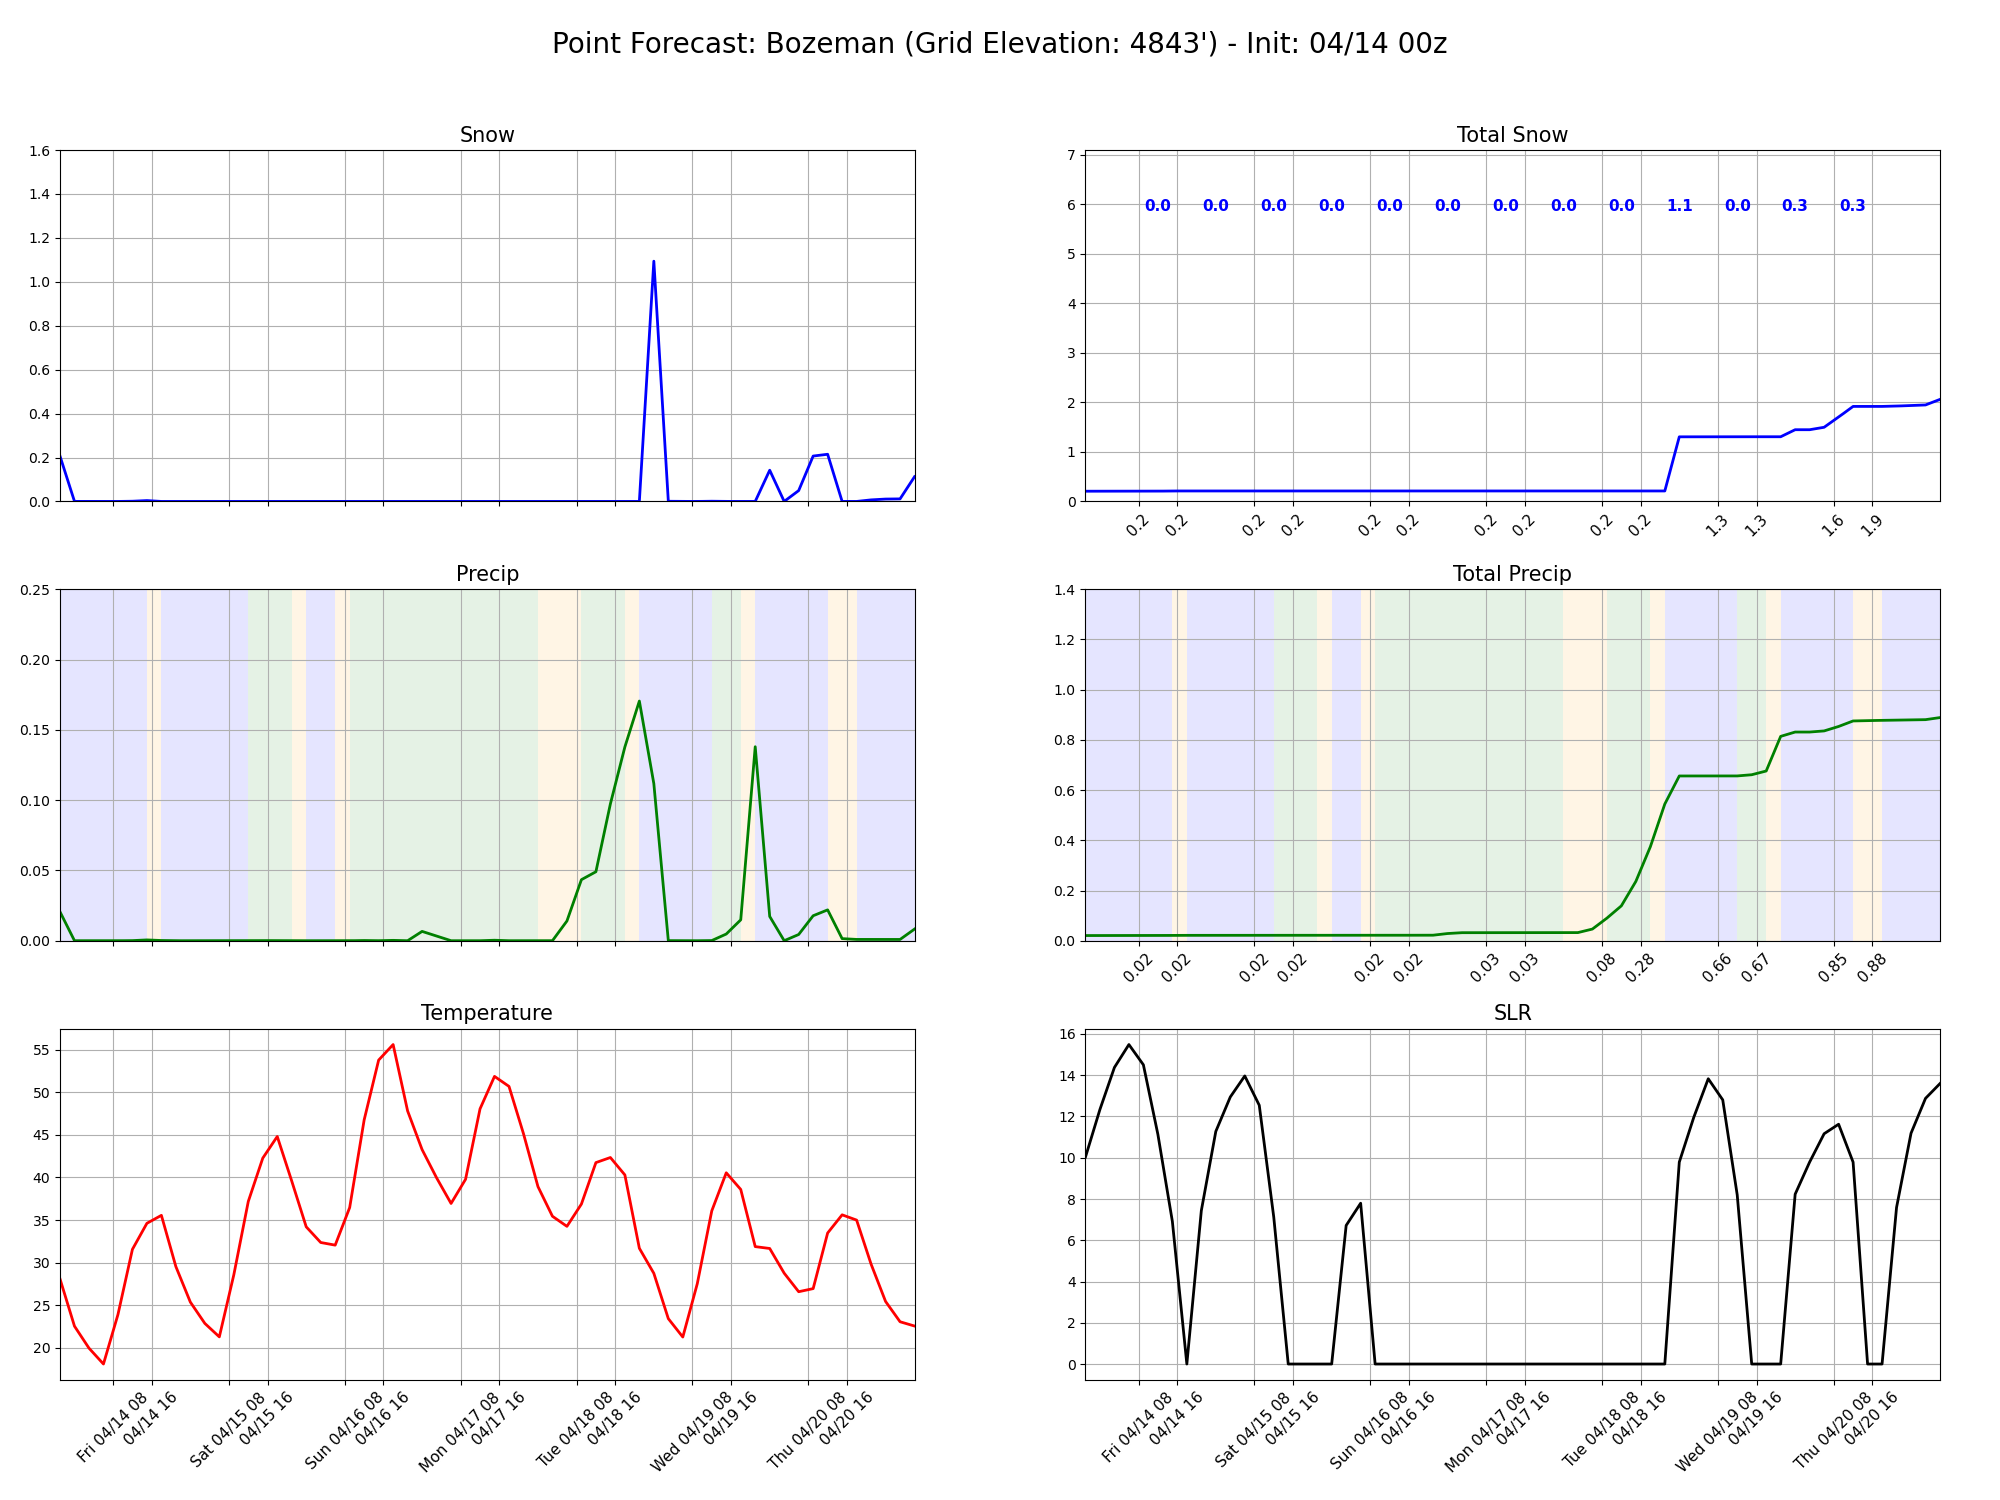 Point Forecast: Bozeman (Grid Elevation: 4843') - Init: 04/14 00z
Snow
1.6
1.4
1.2
1.0
0.8
0.6
0.4
0.2
0.0
Total Snow
7
6
5
4
3
2
1
0
0.0 0.0 0.0 0.0 0.0 0.0 0.0 0.0 0.0 1.1 0.0 0.3 0.3
0.2 0.2 0.2 0.2 0.2 0.2 0.2 0.2 0.2 0.2 1.3 1.3 1.6 1.9
Precip
0.25
0.20
0.15
0.10
0.05
0.00
Total Precip
1.4
1.2
1.0
0.8
0.6
0.4
0.2
0.0
0.02 0.02 0.02 0.02 0.02 0.02 0.03 0.03 0.08 0.28 0.66 0.67 0.85 0.88
Temperature
55
50
45
40
35
30
25
20
Fri 04/14 08
04/14 16
Sat 04/15 08
04/15 16
Sun 04/16 08
04/16 16
Mon 04/17 08
04/17 16
Tue 04/18 08
04/18 16
Wed 04/19 08
04/19 16
Thu 04/20 08
04/20 16
SLR
16
14
12
10
8
6
4
2
0
Fri 04/14 08
04/14 16
Sat 04/15 08
04/15 16
Sun 04/16 08
04/16 16
Mon 04/17 08
04/17 16
Tue 04/18 08
04/18 16
Wed 04/19 08
04/19 16
Thu 04/20 08
04/20 16